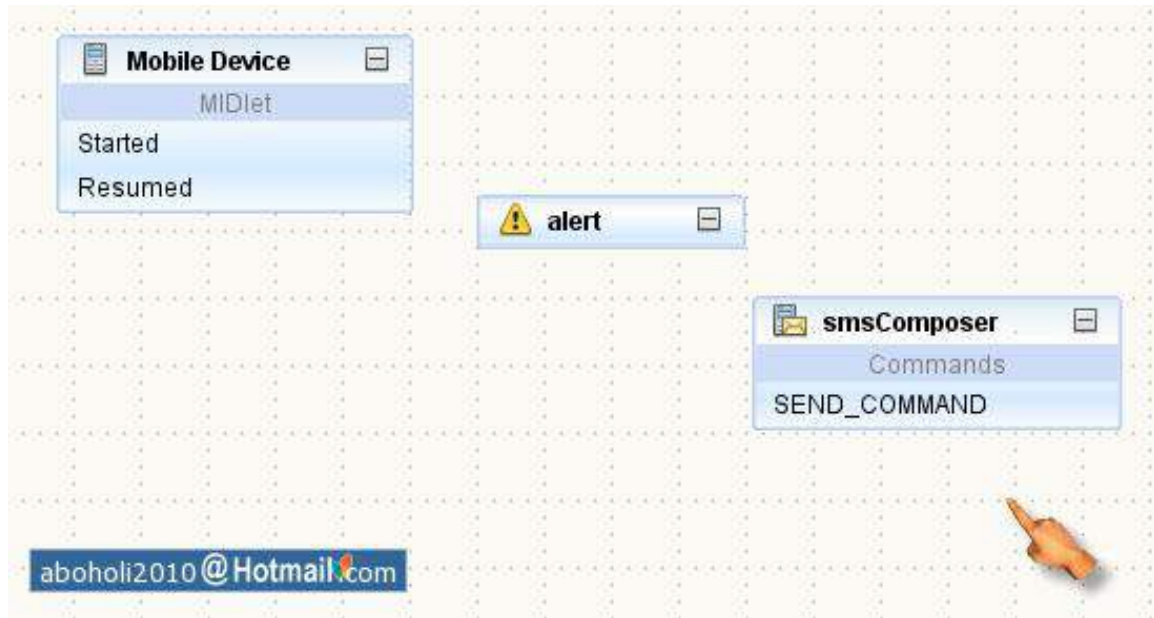 Mobile Device
MIDlet
Started
Resumed
alert
smsComposer
Commands
SEND_COMMAND
aboholi2010@Hotmail.com